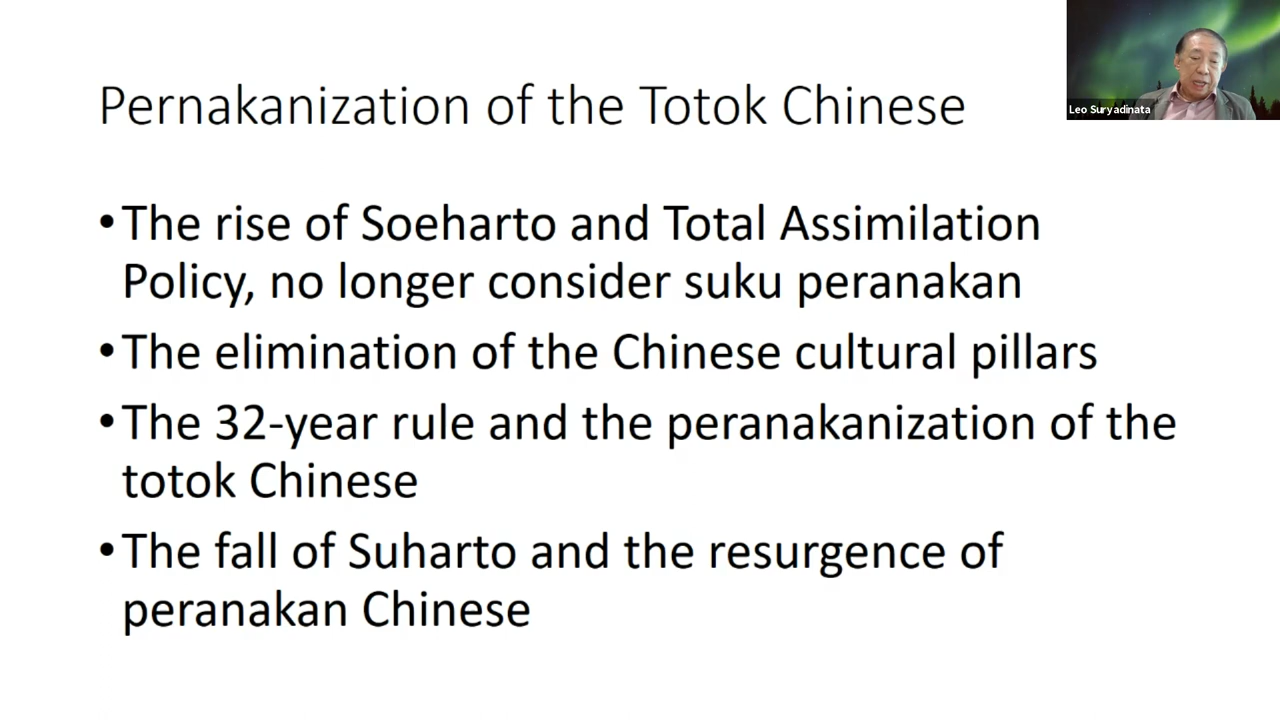 Pernakanization of the Totok Chinese
Leo Suryadinata
•The rise of Soeharto and Total Assimilation
Policy, no longer consider suku peranakan
•The elimination of the Chinese cultural pillars
•The 32-year rule and the peranakanization of the
totok Chinese
•The fall of Suharto and the resurgence of
peranakan Chinese